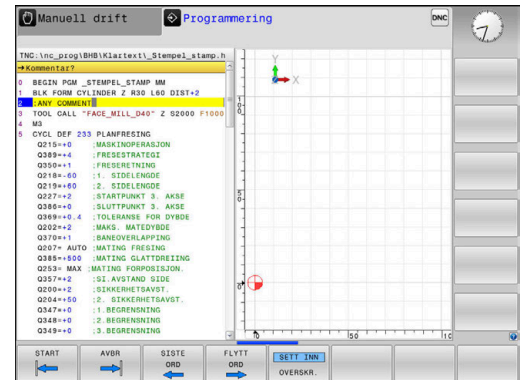 Manuell drift
Programmering
DNC
TNC:\nc_prog\BHB\Klartext\_Stempel_stamp.h
→Kommentar?
0 BEGIN PGM _STEMPEL_STAMP MM
1 BLK FORM CYLINDER Z R30 L60 DIST+2
2 ;ANY COMMENT
3 TOOL CALL "FACE_MILL_D40" Z S2000 F1000
4 M3
5 CYCL DEF 233 PLANFRESING
Q215=+0 ;MASKINOPERASJON
Q389=+4 ;FRESESTRATEGI
Q350=+1 ;FRESERETNING
Q218=-60 ;1. SIDELENGDE
Q219=+60 ;2. SIDELENGDE
Q227=+2 ;STARTPUNKT 3. AKSE
Q386=+0 ;SLUTTPUNKT 3. AKSE
Q369=+0.4 ;TOLERANSE FOR DYBDE
Q202=+2 ;MAKS. MATEDYBDE
Q370=+1 ;BANEOVERLAPPING
Q207= AUTO ;MATING FRESING
Q385=+500 ;MATING GLATTDREIING
Q253= MAX ;MATING FORPOSISJON.
Q357=+2 ;SI.AVSTAND SIDE
Q200=+2 ;SIKKERHETSAVST.
Q204=+50 ;2. SIKKERHETSAVST.
Q347=+0 ;1.BEGRENSNING
Q348=+0 ;2.BEGRENSNING
Q349=+0 ;3.BEGRENSNING
Y
X
START
AVBR
SISTE
ORD
FLYTT
ORD
SETT INN
OVERSKR.